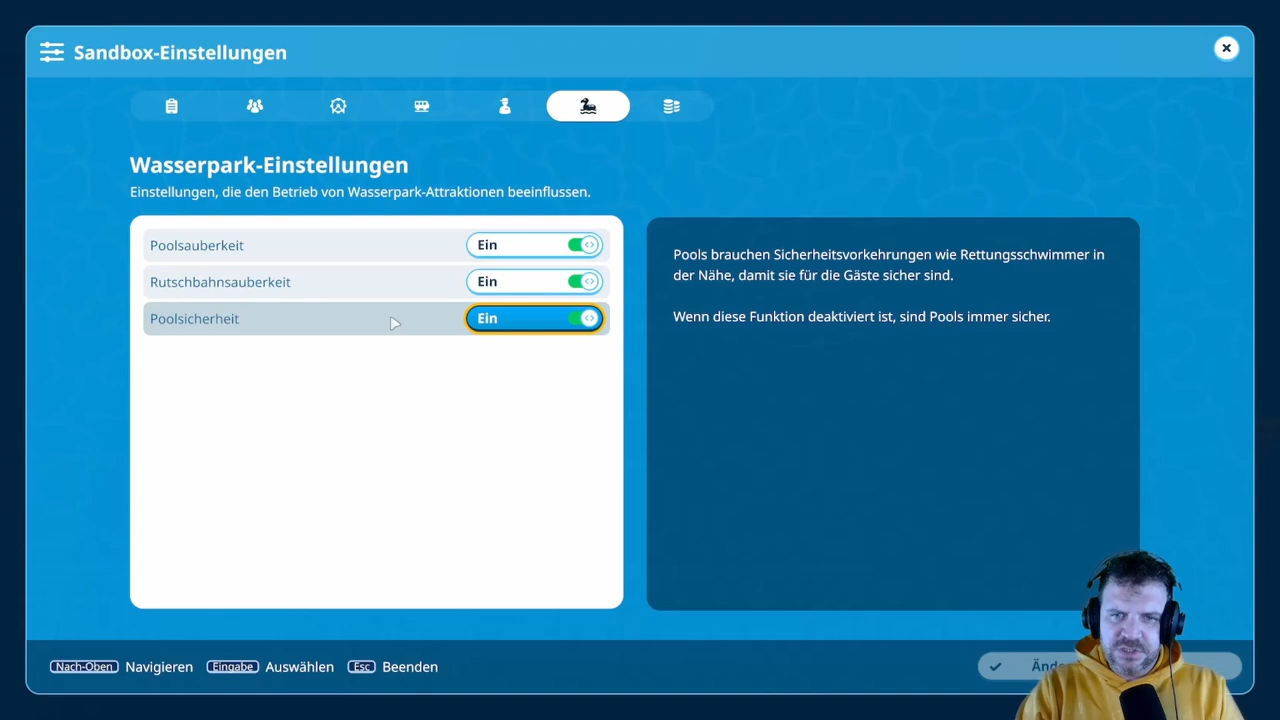 Sandbox-Einstellungen
Wasserpark-Einstellungen
Einstellungen, die den Betrieb von Wasserpark-Attraktionen beeinflussen.
Poolsauberkeit Ein
Rutschbahnsauberkeit Ein
Poolsicherheit Ein
Pools brauchen Sicherheitsvorkehrungen wie Rettungsschwimmer in
der Nähe, damit sie für die Gäste sicher sind.
Wenn diese Funktion deaktiviert ist, sind Pools immer sicher.
Nach-Oben Navigieren Eingabe Auswählen Esc Beenden